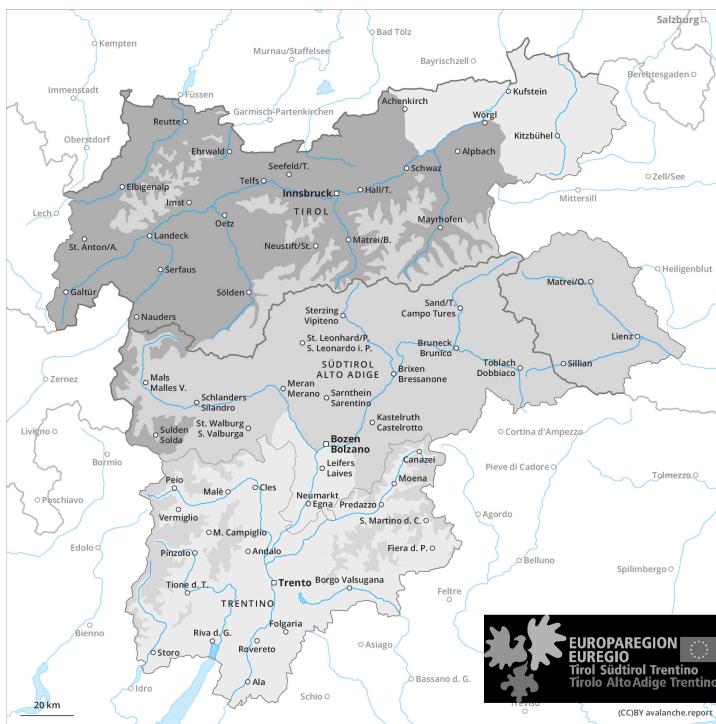 Salzburg
Kempten
Bad Tölz
Murnau/Staffelsee
Bayrischzell
Berchtesgaden
Immenstadt
Füssen
Garmisch-Partenkirchen
Achenkirch
Kufstein
Reutte
Wörgl
Oberstdorf
Ehrwald
Kitzbühel
Alpbach
Seefeld/T.
Schwaz
Telfs
Zell/See
Elbigenalp
Innsbruck
Hall/T.
Mittersill
Imst
TIROL
Lech
Oetz
Mayrhofen
Landeck
Matrei/B.
St. Anton/A.
Neustift/St.
Serfaus
Heiligenblut
Galtür
Sölden
Matrei/O.
Nauders
Sterzing
Vipiteno
Sand/T.
Campo Tures
Lienz
St. Leonhard/P.
S. Leonardo i. P.
Bruneck
Brunico
SÜDTIROL
ALTO ADIGE
Toblach
Dobbiaco
Sillian
Brixen
Bressanone
Zernez
Mals
Malles V.
Meran
Merano
Sarnthein
Sarentino
Schlanders
Silandro
Kastelruth
Castelrotto
St. Walburg
S. Valburga
Livigno
Sulden
Solda
Cortina d'Ampezzo
Bozen
Bolzano
Bormio
Canazei
Leifers
Laives
Pieve di Cadore
Tolmezzo
Peio
Malè
Cles
Moena
Poschiavo
Neumarkt
Egna
Predazzo
Vermiglio
S. Martino d. C.
Agordo
M. Campiglio
Edolo
Pinzolo
Andalo
Fiera d. P.
Belluno
Spilimbergo
Tione d. T.
Trento
Borgo Valsugana
Feltre
TRENTINO
Folgaria
Bienno
Riva d. G.
Rovereto
Asiago
Storo
Idro
Ala
Schio
Bassano d. G.
Treviso
EUROPAREGION
EUREGIO
Tirol Südtirol Trentino
Tirolo Alto Adige Trentino
20 km
(CC)BY avalanche.report